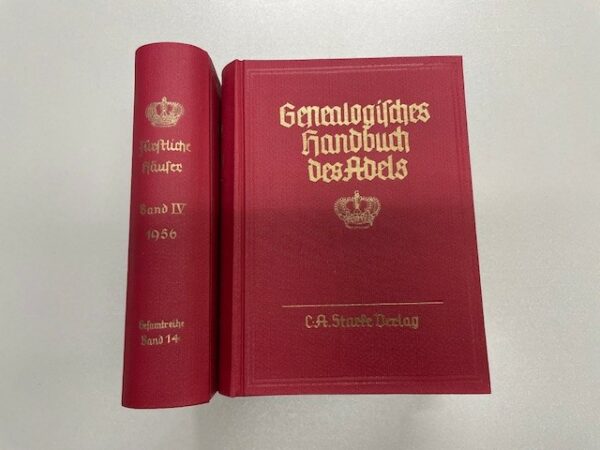 Fürstliche
Häuser
Band IV
1956
Gesamtreihe
Band 14
Genealogisches
Handbuch
des Adels
C.A. Starke Verlag